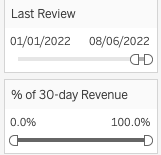 Last Review
01/01/2022 08/06/2022
% of 30-day Revenue
0.0% 100.0%